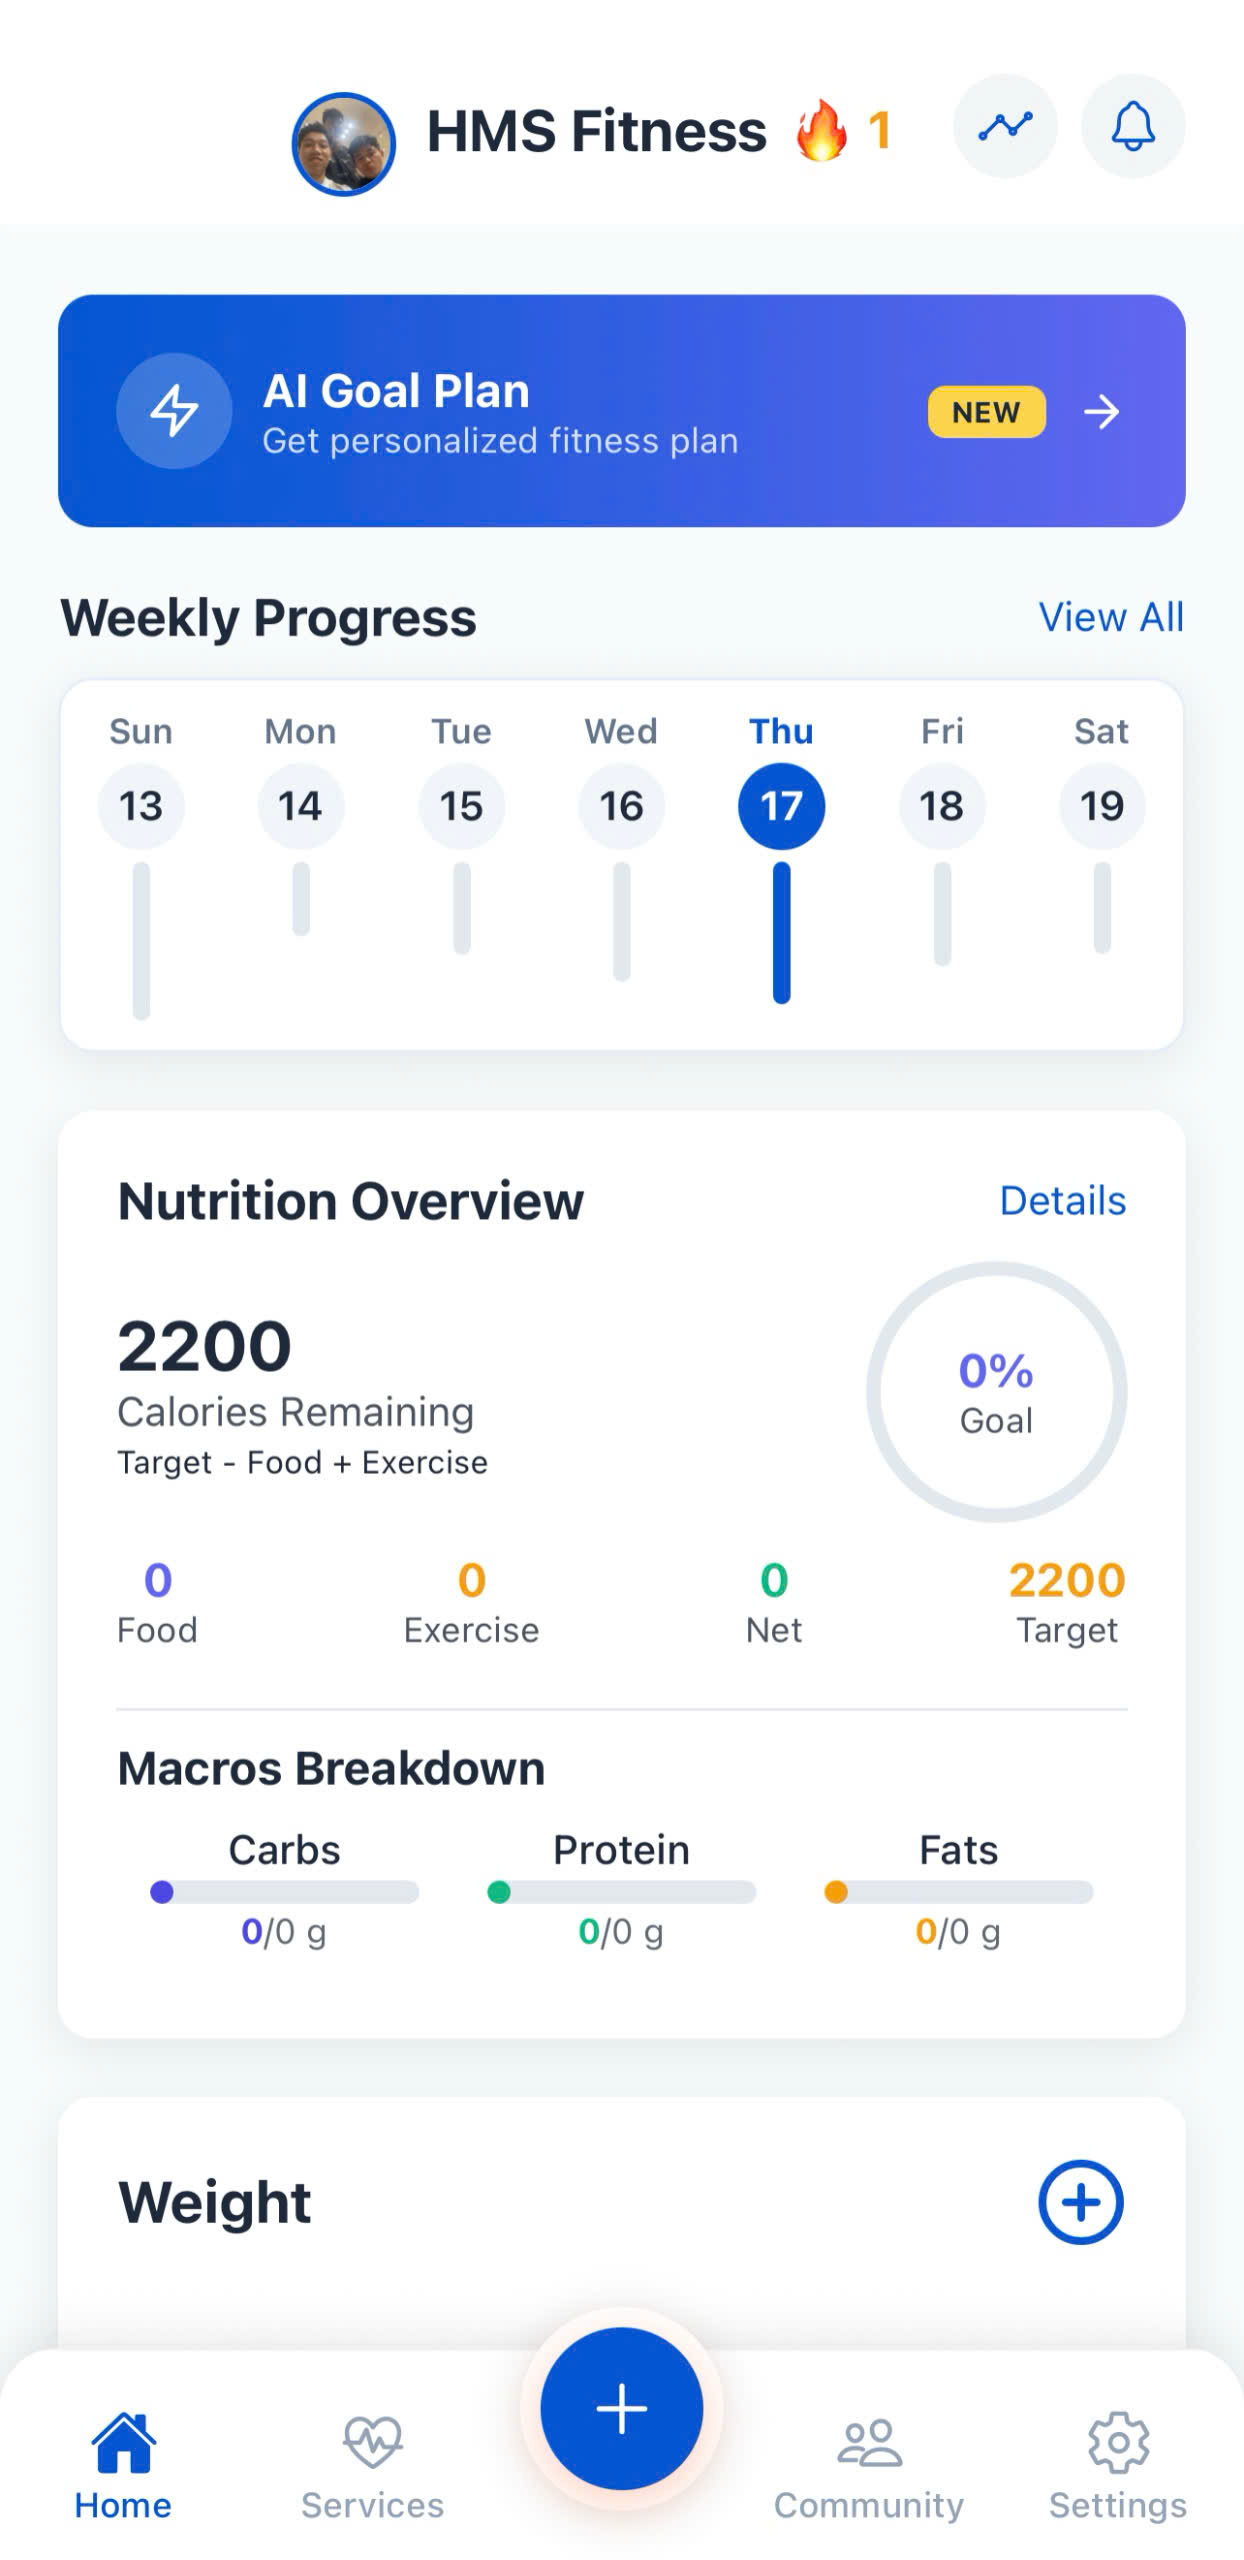 HMS Fitness 🔥 1
AI Goal Plan
Get personalized fitness plan
NEW
Weekly Progress
View All
Sun Mon Tue Wed Thu Fri Sat
13 14 15 16 17 18 19
Nutrition Overview
Details
2200
Calories Remaining
Target - Food + Exercise
0%
Goal
0 0 0 2200
Food Exercise Net Target
Macros Breakdown
Carbs Protein Fats
0/0 g 0/0 g 0/0 g
Weight
Home Services Community Settings